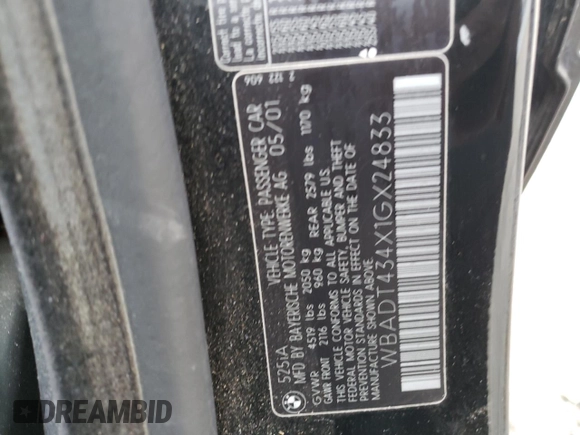 525iA
VEHICLE TYPE: PASSENGER CAR
MFD BY BAYERISCHE MOTORENWERKE AG 05/01
GVWR 4519 lbs 2050 kg
GAWR FRONT 2116 lbs 960 kg REAR 2579 lbs 1170 kg
THIS VEHICLE CONFORMS TO ALL APPLICABLE U.S.
FEDERAL MOTOR VEHICLE SAFETY, BUMPER AND THEFT
PREVENTION STANDARDS IN EFFECT ON THE DATE OF
MANUFACTURE SHOWN ABOVE
WBADT434X1GX24833
DREAMBID